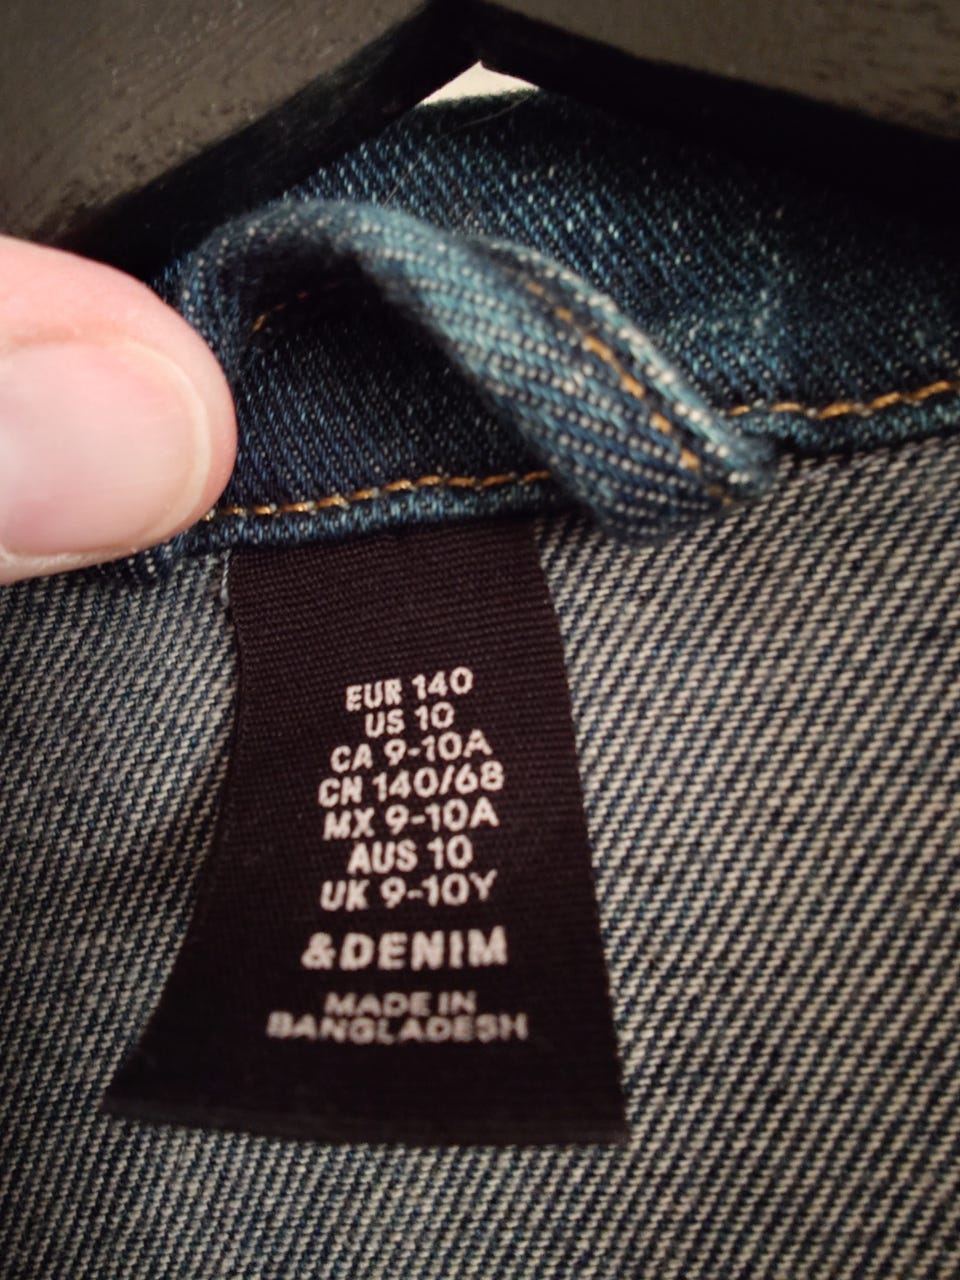 EUR 140
US 10
CA 9-10A
CN 140/68
MX 9-10A
AUS 10
UK 9-10Y
&DENIM
MADE IN
BANGLADESH